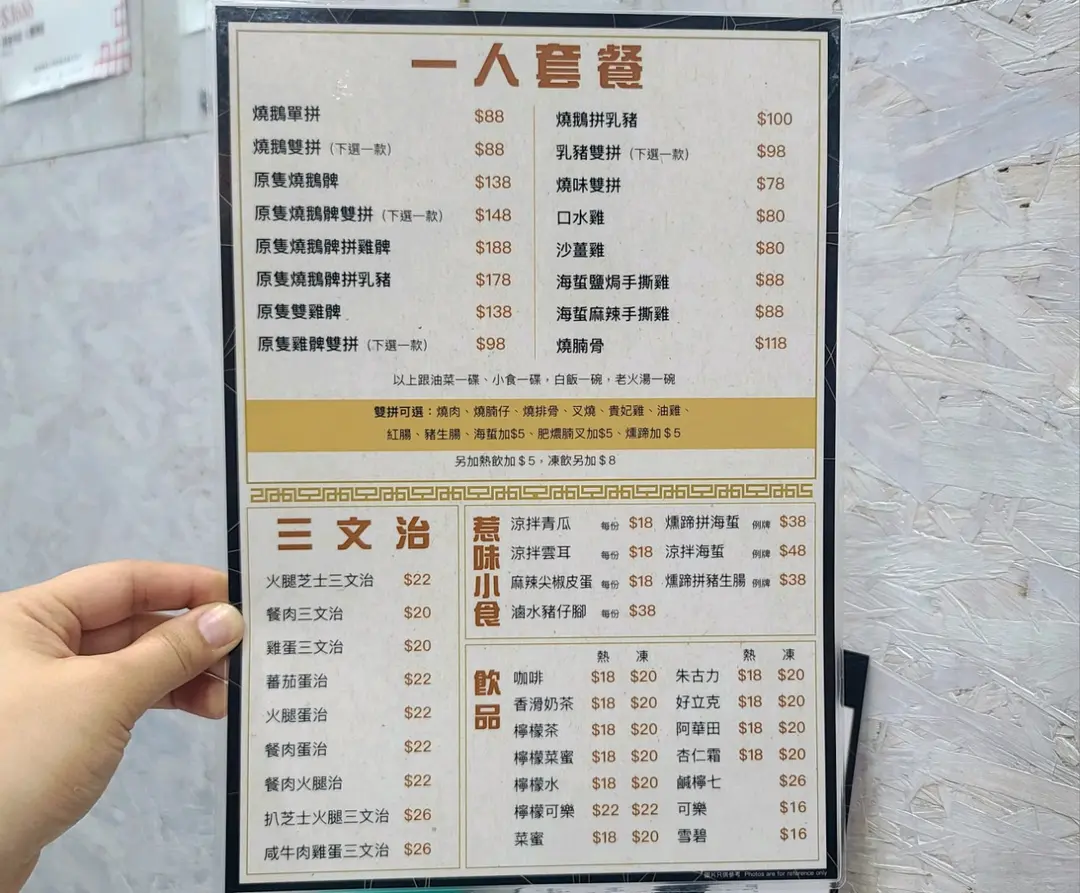 一人套餐
燒鵝單拼 $88
燒鵝雙拼（下選一款） $88
原隻燒鵝髀 $138
原隻燒鵝髀雙拼（下選一款） $148
原隻燒鵝髀拼雞髀 $188
原隻燒鵝髀拼乳豬 $178
原隻雙雞髀 $138
原隻雞髀雙拼（下選一款） $98
燒鵝拼乳豬 $100
乳豬雙拼（下選一款） $98
燒味雙拼 $78
口水雞 $80
沙薑雞 $80
海蜇鹽焗手撕雞 $88
海蜇麻辣手撕雞 $88
燒腩骨 $118
以上跟油菜一碟、小食一碟，白飯一碗，老火湯一碗
雙拼可選：燒肉、燒腩仔、燒排骨、叉燒、貴妃雞、油雞、
紅腸、豬生腸、海蜇加$5、肥燶腩叉加$5、燻蹄加＄5
另加熱飲加＄5，凍飲另加＄8
三文治
火腿芝士三文治 $22
餐肉三文治 $20
雞蛋三文治 $20
蕃茄蛋治 $22
火腿蛋治 $22
餐肉蛋治 $22
餐肉火腿治 $22
扒芝士火腿三文治 $26
咸牛肉雞蛋三文治 $26
惹味小食
涼拌青瓜 每份 $18 燻蹄拼海蜇 例牌 $38
涼拌雲耳 每份 $18 涼拌海蜇 例牌 $48
麻辣尖椒皮蛋 每份 $18 燻蹄拼豬生腸 例牌 $38
滷水豬仔腳 每份 $38
飲品
熱 凍 熱 凍
咖啡 $18 $20 朱古力 $18 $20
香滑奶茶 $18 $20 好立克 $18 $20
檸檬茶 $18 $20 阿華田 $18 $20
檸檬菜蜜 $18 $20 杏仁霜 $18 $20
檸檬水 $18 $20 鹹檸七 $26
檸檬可樂 $22 $22 可樂 $16
菜蜜 $18 $20 雪碧 $16
圖片只供參考 Photos are for reference only